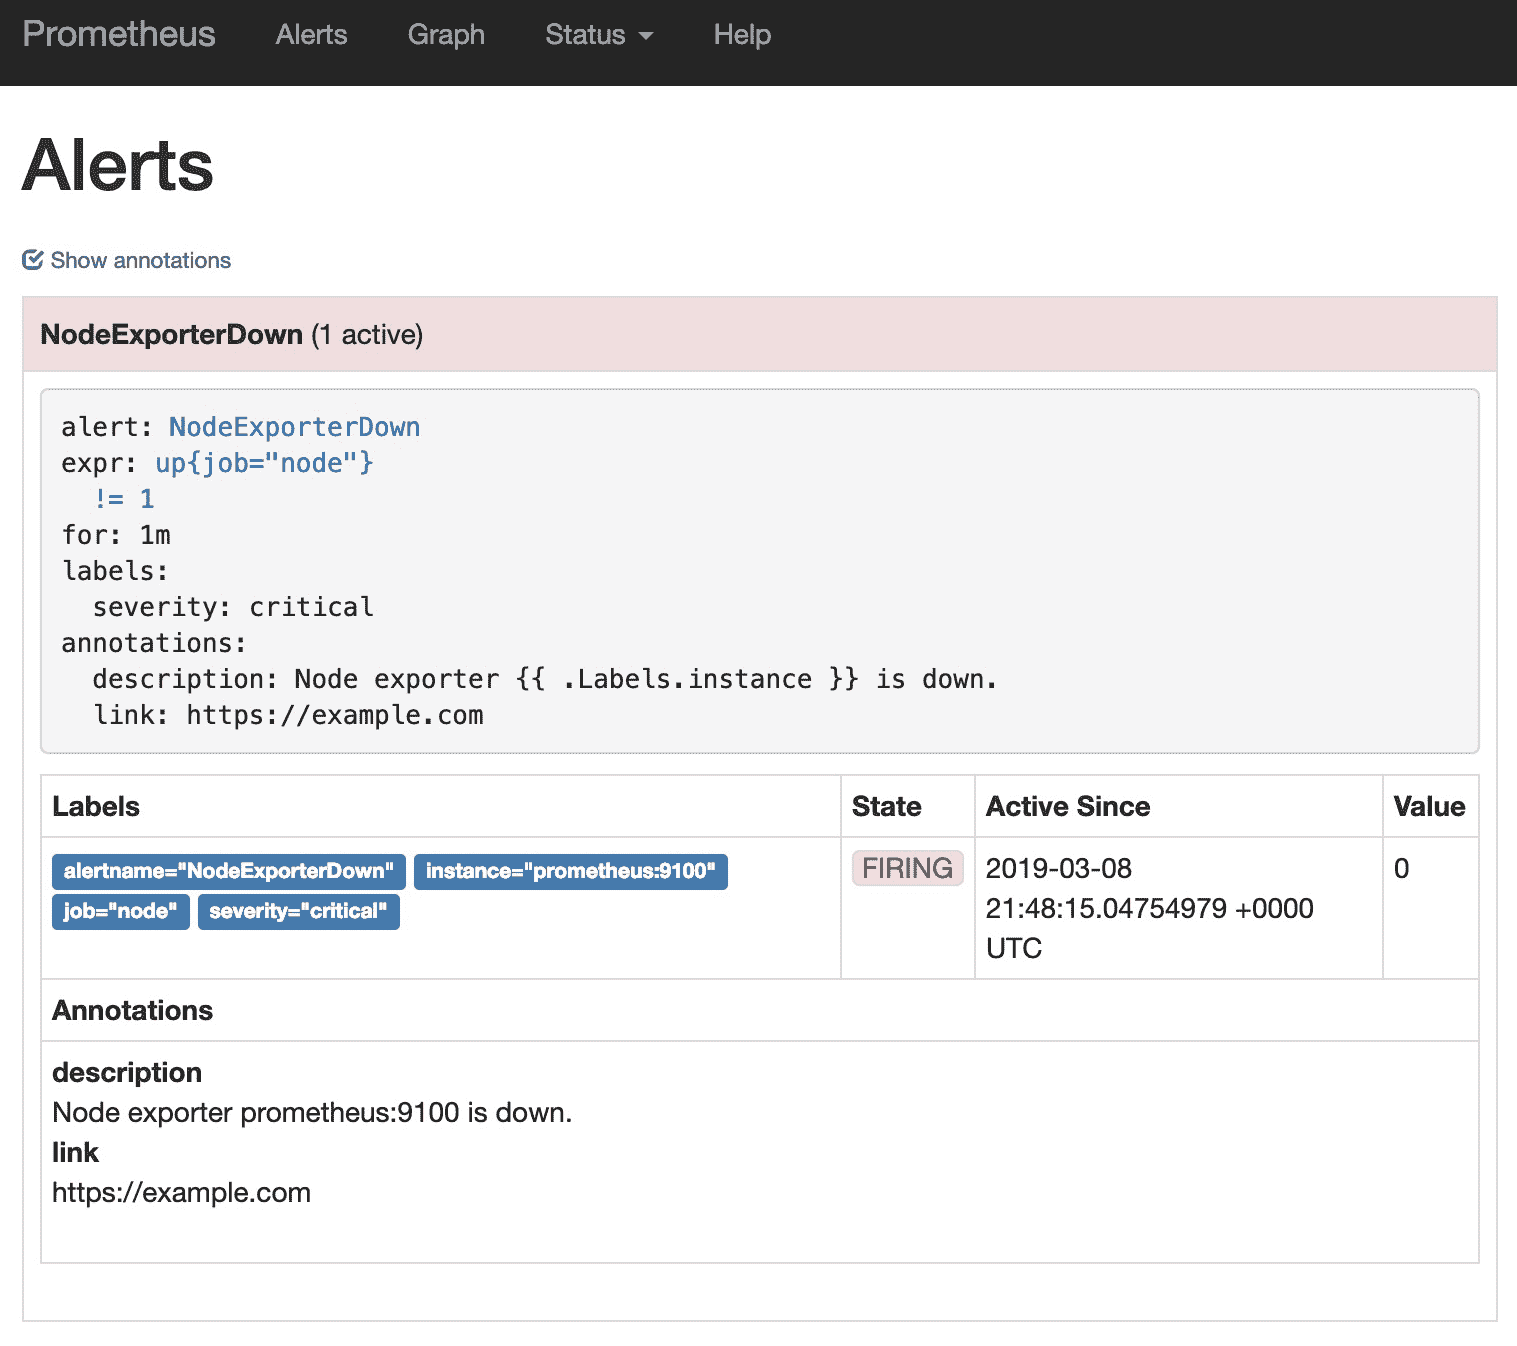 Prometheus Alerts Graph Status Help
Alerts
Show annotations
NodeExporterDown (1 active)
alert: NodeExporterDown
expr: up{job="node"}
  != 1
for: 1m
labels:
  severity: critical
annotations:
  description: Node exporter {{ .Labels.instance }} is down.
  link: https://example.com
Labels State Active Since Value
alertname="NodeExporterDown" instance="prometheus:9100" FIRING 2019-03-08 0
job="node" severity="critical" 21:48:15.04754979 +0000
UTC
Annotations
description
Node exporter prometheus:9100 is down.
link
https://example.com